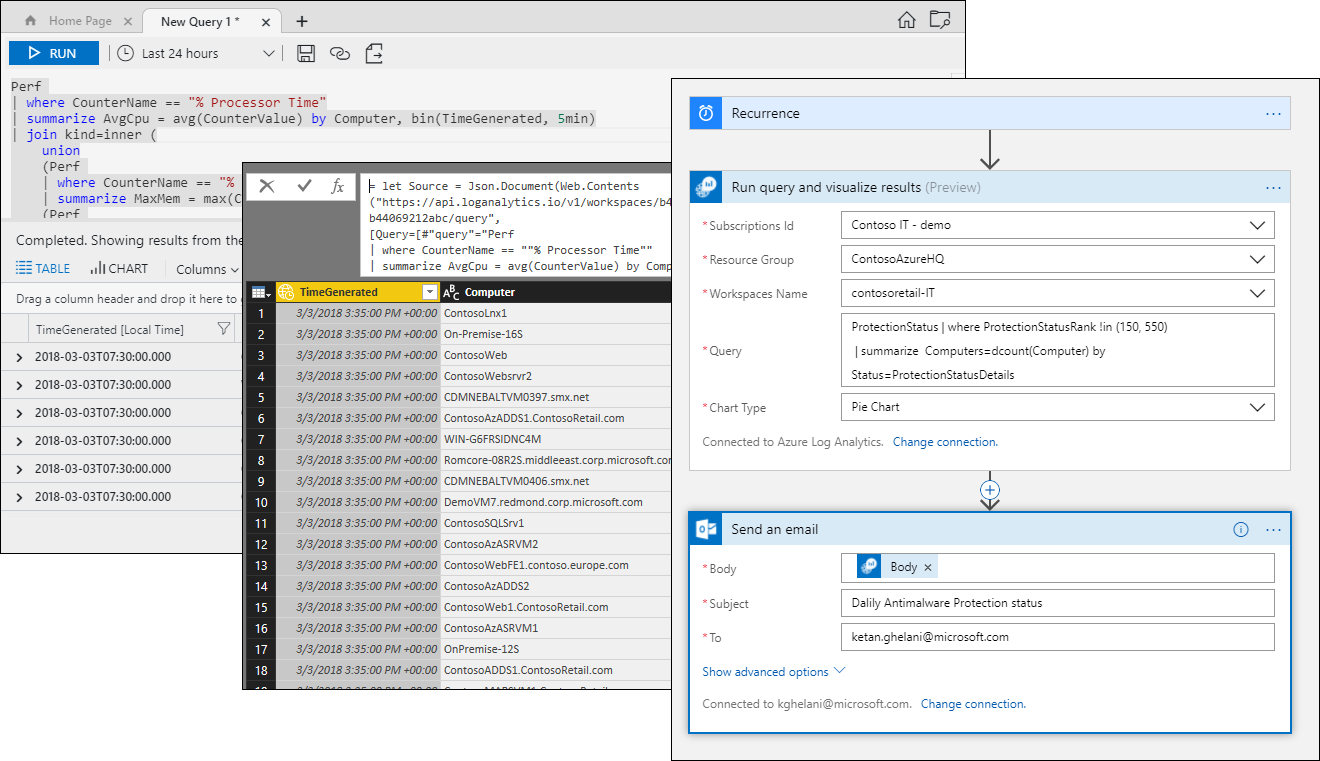 Home Page
New Query 1 *
RUN
Last 24 hours
Perf
| where CounterName == "% Processor Time"
| summarize AvgCpu = avg(CounterValue) by Computer, bin(TimeGenerated, 5min)
| join kind=inner (
union
(Perf
| where CounterName == "%
| summarize MaxMem = max(C
(Perf
Completed. Showing results from the
TABLE
CHART
Columns
Drag a column header and drop it here to
TimeGenerated [Local Time]
2018-03-03T07:30:00.000
2018-03-03T07:30:00.000
2018-03-03T07:30:00.000
2018-03-03T07:30:00.000
2018-03-03T07:30:00.000
2018-03-03T07:30:00.000
fx
= let Source = Json.Document(Web.Contents
("https://api.loganalytics.io/v1/workspaces/b4
b44069212abc/query",
[Query=[#"query"="Perf
| where CounterName == ""% Processor Time""
| summarize AvgCpu = avg(CounterValue) by Comp
TimeGenerated ABC Computer
1 3/3/2018 3:35:00 PM +00:00 ContosoLnx1
2 3/3/2018 3:35:00 PM +00:00 On-Premise-16S
3 3/3/2018 3:35:00 PM +00:00 ContosoWeb
4 3/3/2018 3:35:00 PM +00:00 ContosoWebsrvr2
5 3/3/2018 3:35:00 PM +00:00 CDMNEBALTVM0397.smx.net
6 3/3/2018 3:35:00 PM +00:00 ContosoAzADDS1.ContosoRetail.com
7 3/3/2018 3:35:00 PM +00:00 WIN-G6FRSIDNC4M
8 3/3/2018 3:35:00 PM +00:00 Romcore-08R2S.middleeast.corp.microsoft.com
9 3/3/2018 3:35:00 PM +00:00 CDMNEBALTVM0406.smx.net
10 3/3/2018 3:35:00 PM +00:00 DemoVM7.redmond.corp.microsoft.com
11 3/3/2018 3:35:00 PM +00:00 ContosoSQLSrv1
12 3/3/2018 3:35:00 PM +00:00 ContosoAzASRVM2
13 3/3/2018 3:35:00 PM +00:00 ContosoWebFE1.contoso.europe.com
14 3/3/2018 3:35:00 PM +00:00 ContosoAzADDS2
15 3/3/2018 3:35:00 PM +00:00 ContosoWeb1.ContosoRetail.com
16 3/3/2018 3:35:00 PM +00:00 ContosoAzASRVM1
17 3/3/2018 3:35:00 PM +00:00 OnPremise-12S
18 3/3/2018 3:35:00 PM +00:00 ContosoADDS1.ContosoRetail.com
Recurrence
Run query and visualize results (Preview)
*Subscriptions Id Contoso IT - demo
*Resource Group ContosoAzureHQ
*Workspaces Name contosoretail-IT
*Query
ProtectionStatus | where ProtectionStatusRank !in (150, 550)
| summarize Computers=dcount(Computer) by
Status=ProtectionStatusDetails
*Chart Type Pie Chart
Connected to Azure Log Analytics. Change connection.
Send an email
*Body Body ×
*Subject Dalily Antimalware Protection status
*To ketan.ghelani@microsoft.com
Show advanced options
Connected to kghelani@microsoft.com. Change connection.